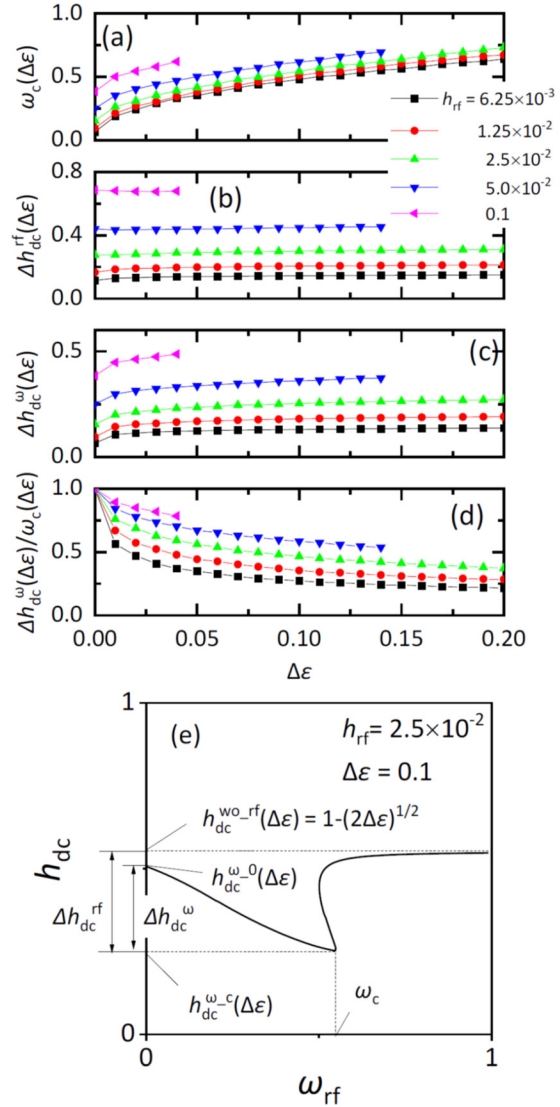 (a)
ω_c(Δε)
1.0
0.5
0.0
h_rf = 6.25×10^-3
1.25×10^-2
2.5×10^-2
5.0×10^-2
0.1
(b)
Δh_dc^rf(Δε)
0.8
0.4
0.0
(c)
Δh_dc^ω(Δε)
0.5
0.0
(d)
Δh_dc^ω(Δε)/ω_c(Δε)
1.0
0.5
0.0
0.00 0.05 0.10 0.15 0.20
Δε
1
(e)
h_rf = 2.5×10^-2
Δε = 0.1
h_dc^wo_rf(Δε) = 1-(2Δε)^1/2
h_dc
h_dc^ω_0(Δε)
Δh_dc^rf
Δh_dc^ω
h_dc^ω_c(Δε)
ω_c
0
0 1
ω_rf